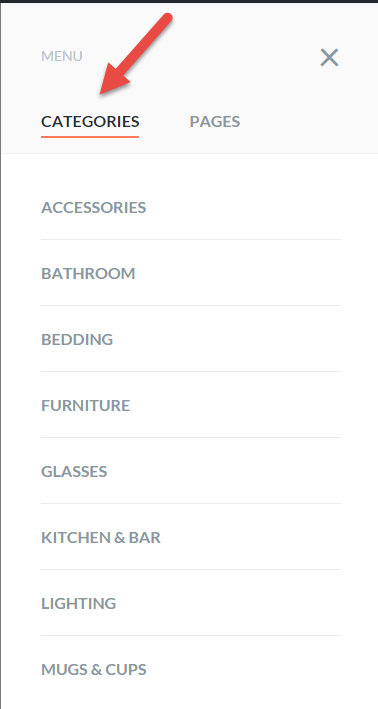 MENU
CATEGORIES PAGES
ACCESSORIES
BATHROOM
BEDDING
FURNITURE
GLASSES
KITCHEN & BAR
LIGHTING
MUGS & CUPS